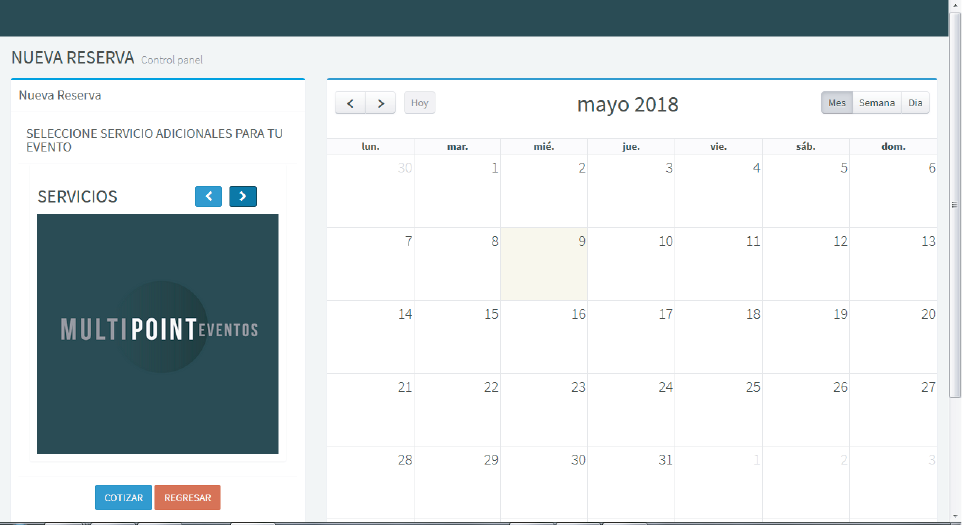 NUEVA RESERVA Control panel
Nueva Reserva
SELECCIONE SERVICIO ADICIONALES PARA TU
EVENTO
SERVICIOS
MULTIPOINTEVENTOS
COTIZAR REGRESAR
Hoy mayo 2018 Mes Semana Día
lun. mar. mié. jue. vie. sáb. dom.
30 1 2 3 4 5 6
7 8 9 10 11 12 13
14 15 16 17 18 19 20
21 22 23 24 25 26 27
28 29 30 31 1 2 3